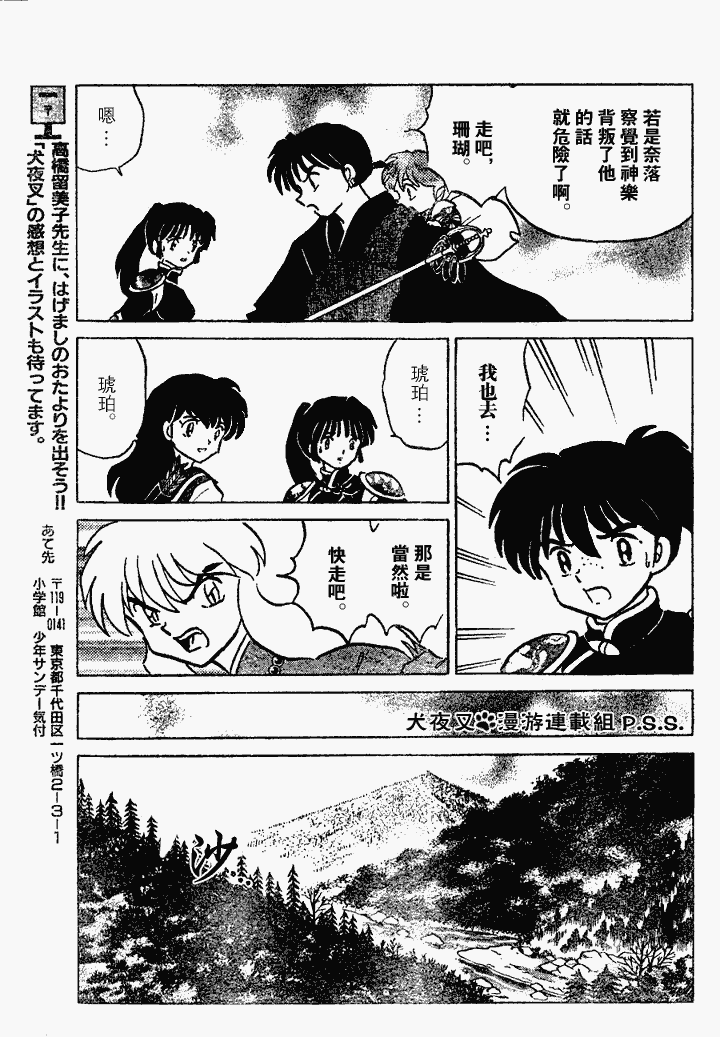 若是奈落
察覺到神樂
背叛了他
的話
就危險了啊。
走吧，
珊瑚。
嗯
…
我也去…
琥珀…
琥珀。
那是
當然啦。
快走吧。
犬夜叉漫游連載組 P.S.S.
沙…
高橋留美子先生に、はげましのおたよりを出そう!!
「犬夜叉」の感想とイラストも待ってます。
あて先
〒119-0141 東京都千代田区一ツ橋2-3-1
小学館 少年サンデー気付